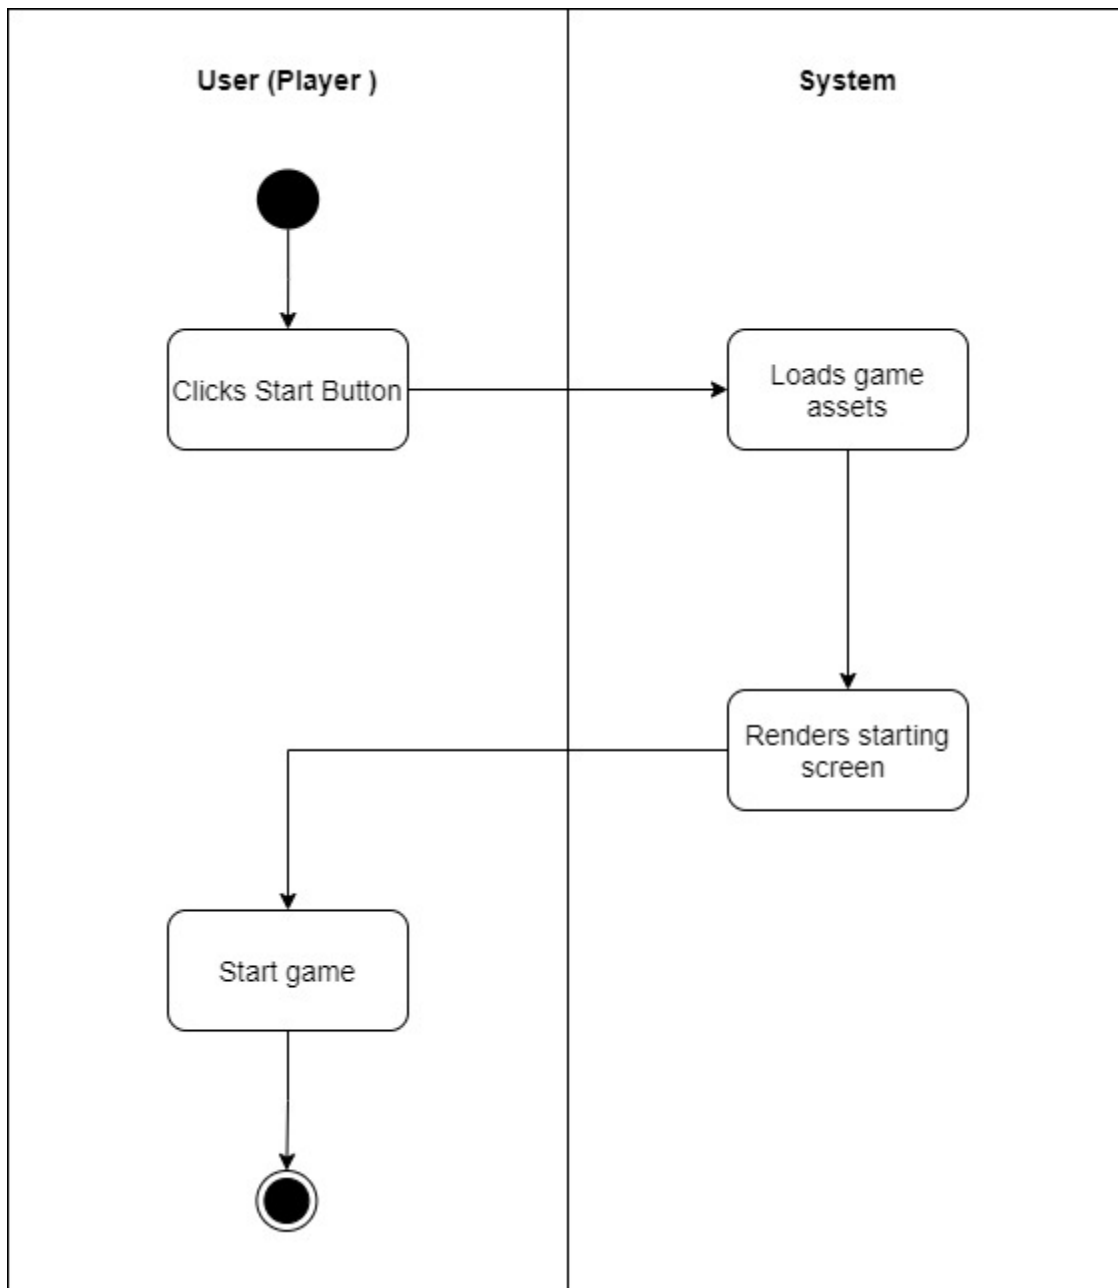 User (Player )
System
Clicks Start Button
Loads game
assets
Renders starting
screen
Start game